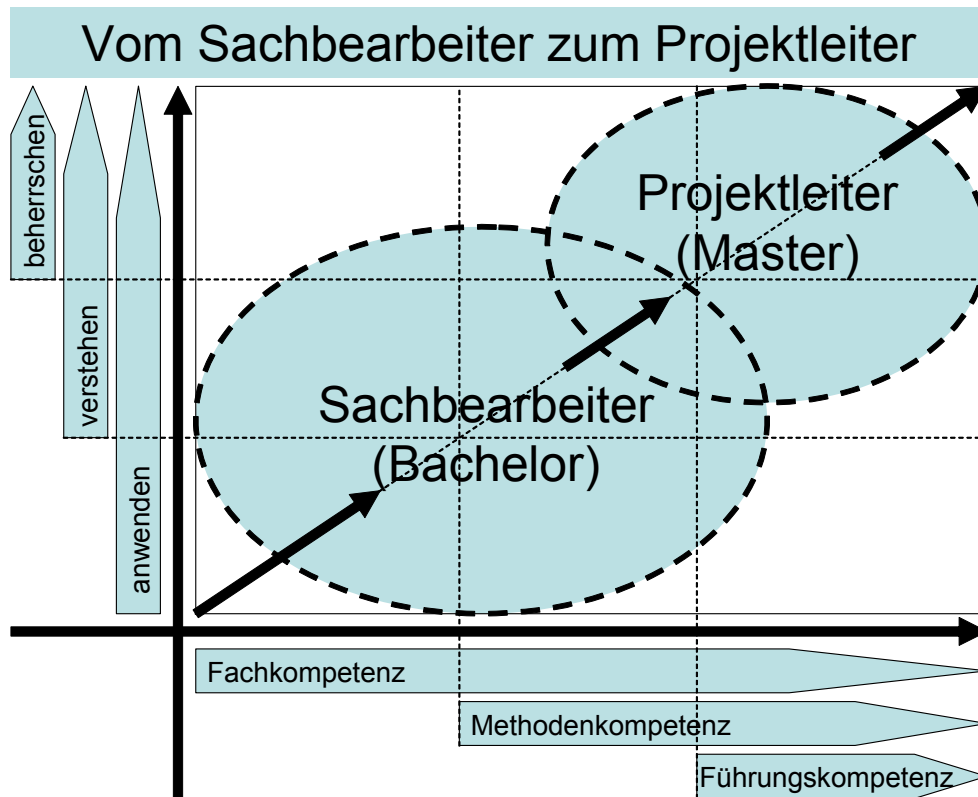 Vom Sachbearbeiter zum Projektleiter
beherrschen
verstehen
anwenden
Projektleiter
(Master)
Sachbearbeiter
(Bachelor)
Fachkompetenz
Methodenkompetenz
Führungskompetenz